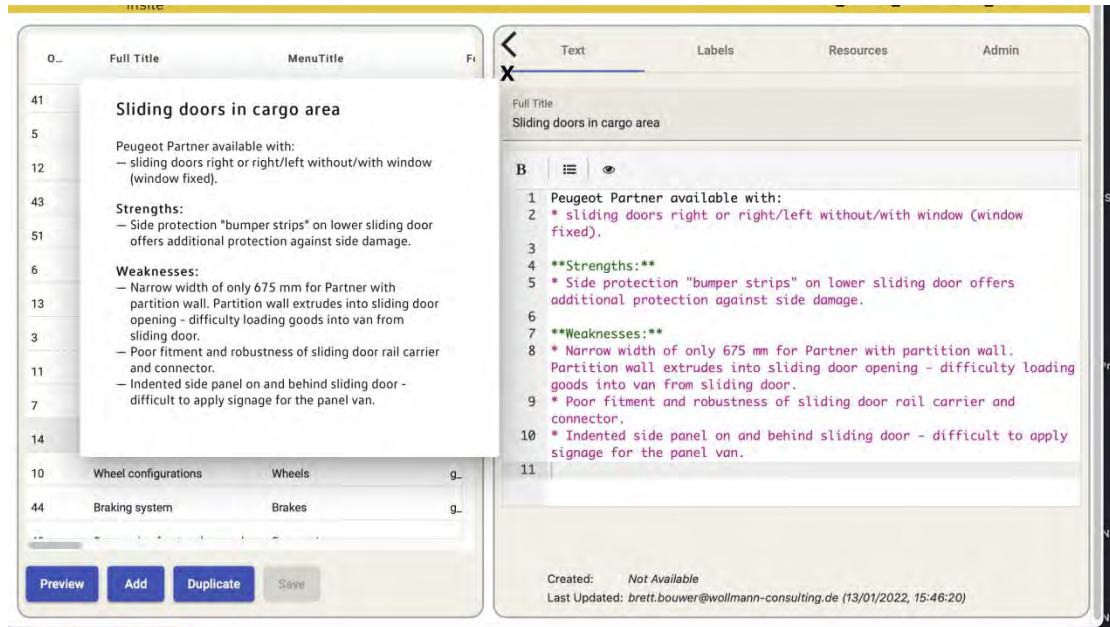 insite
O...
Full Title
MenuTitle
41
5
12
43
51
6
13
3
11
7
14
10
Wheel configurations
Wheels
g_
44
Braking system
Brakes
g_
Sliding doors in cargo area
Peugeot Partner available with:
— sliding doors right or right/left without/with window
(window fixed).
Strengths:
— Side protection "bumper strips" on lower sliding door
offers additional protection against side damage.
Weaknesses:
— Narrow width of only 675 mm for Partner with
partition wall. Partition wall extrudes into sliding door
opening - difficulty loading goods into van from
sliding door.
— Poor fitment and robustness of sliding door rail carrier
and connector.
— Indented side panel on and behind sliding door -
difficult to apply signage for the panel van.
Preview
Add
Duplicate
Save
X
Text
Labels
Resources
Admin
Full Title
Sliding doors in cargo area
B
1 Peugeot Partner available with:
2 * sliding doors right or right/left without/with window (window
fixed).
3
4 **Strengths:**
5 * Side protection "bumper strips" on lower sliding door offers
additional protection against side damage.
6
7 **Weaknesses:**
8 * Narrow width of only 675 mm for Partner with partition wall.
Partition wall extrudes into sliding door opening - difficulty loading
goods into van from sliding door.
9 * Poor fitment and robustness of sliding door rail carrier and
connector.
10 * Indented side panel on and behind sliding door - difficult to apply
signage for the panel van.
11
Created: Not Available
Last Updated: brett.bouwer@wollmann-consulting.de (13/01/2022, 15:46:20)